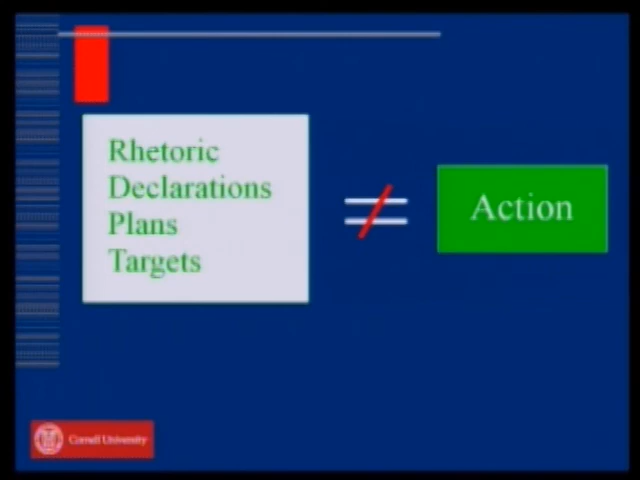 Rhetoric
Declarations
Plans
Targets
≠
Action
Cornell University